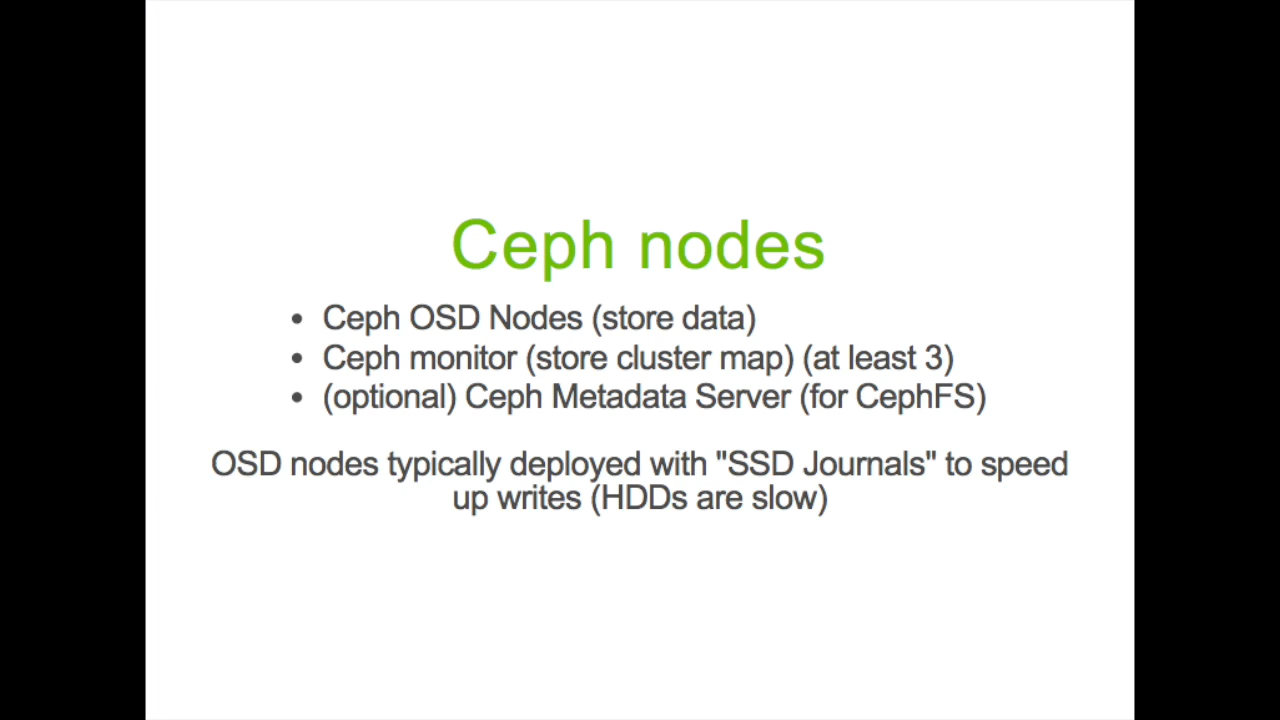 Ceph nodes
• Ceph OSD Nodes (store data)
• Ceph monitor (store cluster map) (at least 3)
• (optional) Ceph Metadata Server (for CephFS)
OSD nodes typically deployed with "SSD Journals" to speed
up writes (HDDs are slow)